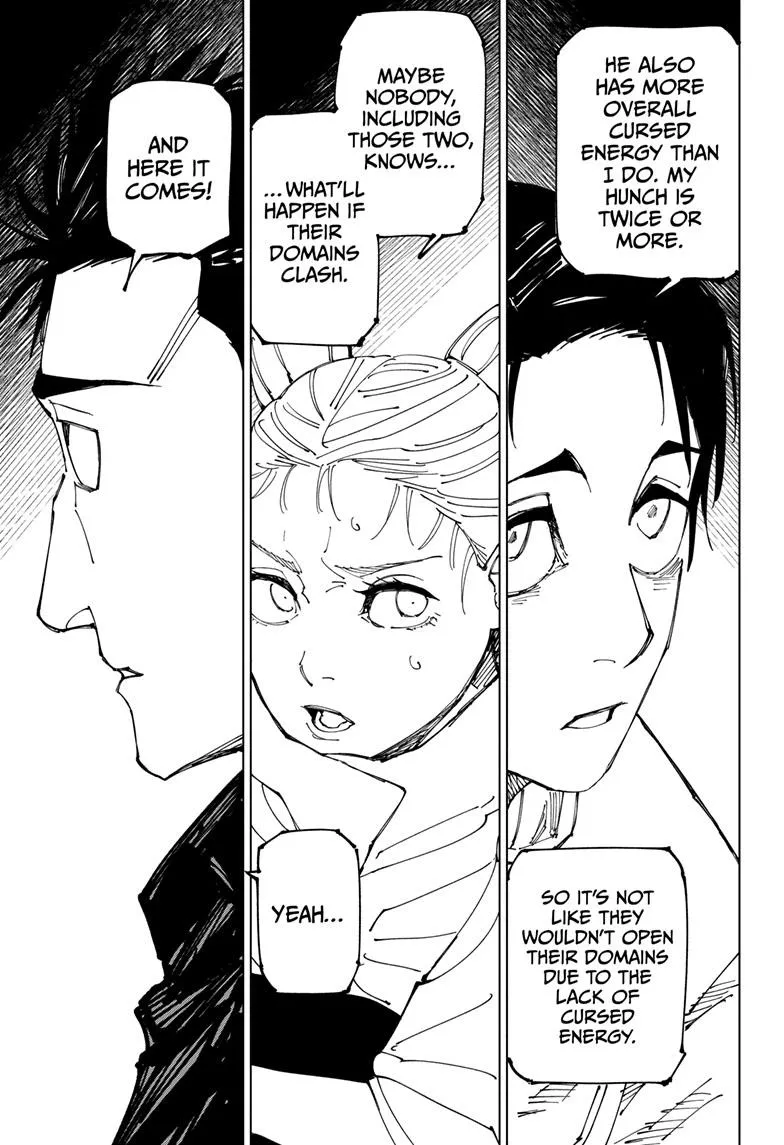 HE ALSO
HAS MORE
OVERALL
CURSED
ENERGY THAN
I DO. MY
HUNCH IS
TWICE OR
MORE.
SO IT'S NOT
LIKE THEY
WOULDN'T OPEN
THEIR DOMAINS
DUE TO THE
LACK OF
CURSED
ENERGY.
MAYBE
NOBODY,
INCLUDING
THOSE TWO,
KNOWS...
...WHAT'LL
HAPPEN IF
THEIR
DOMAINS
CLASH.
YEAH...
AND
HERE IT
COMES!